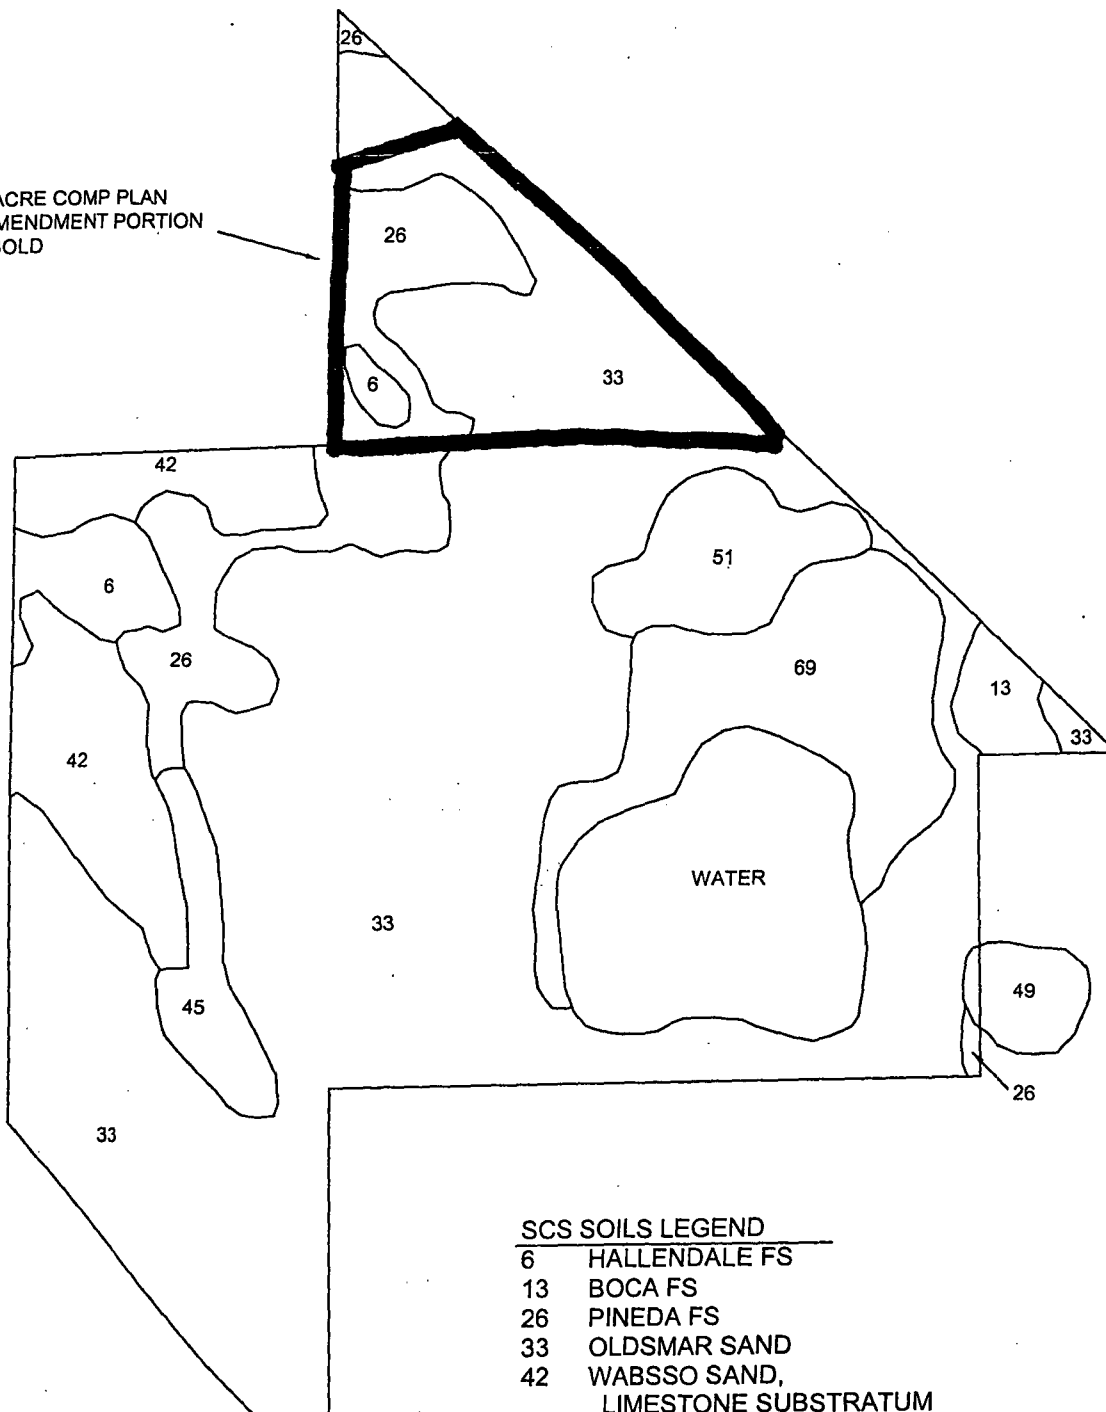 26
ACRE COMP PLAN
MENDMENT PORTION
OLD
26
6
33
42
51
6
26
69
13
33
42
WATER
33
45
49
26
33
SCS SOILS LEGEND
6 HALLENDALE FS
13 BOCA FS
26 PINEDA FS
33 OLDSMAR SAND
42 WABSSO SAND,
LIMESTONE SUBSTRATUM